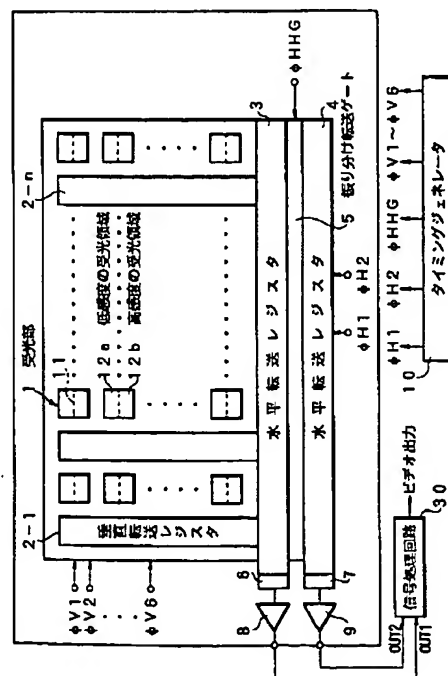 1 受光部
11
2-n
12a 低感度の受光領域
12b 高感度の受光領域
2-1
垂直転送レジスタ
φV1
φV2
φV6
水平転送レジスタ
3
φHHG
水平転送レジスタ
4
5
振り分け転送ゲート
6
7
8
9
φH1
φH2
φH1
φH2
φHHG
φV1~φV6
10
タイミングジェネレータ
OUT2
OUT1
信号処理回路
30
ビデオ出力